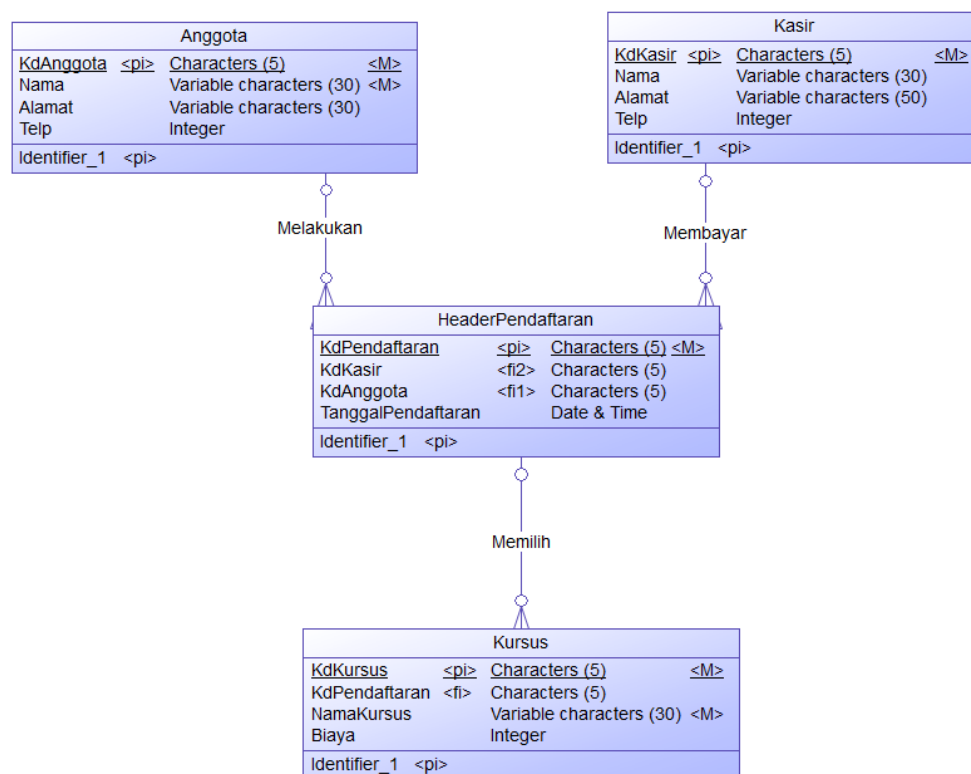 Anggota
KdAnggota <pi> Characters (5) <M>
Nama Variable characters (30) <M>
Alamat Variable characters (30)
Telp Integer
Identifier_1 <pi>
Kasir
KdKasir <pi> Characters (5) <M>
Nama Variable characters (30)
Alamat Variable characters (50)
Telp Integer
Identifier_1 <pi>
Melakukan
Membayar
HeaderPendaftaran
KdPendaftaran <pi> Characters (5) <M>
KdKasir <fi2> Characters (5)
KdAnggota <fi1> Characters (5)
TanggalPendaftaran Date & Time
Identifier_1 <pi>
Memilih
Kursus
KdKursus <pi> Characters (5) <M>
KdPendaftaran <fi> Characters (5)
NamaKursus Variable characters (30) <M>
Biaya Integer
Identifier_1 <pi>